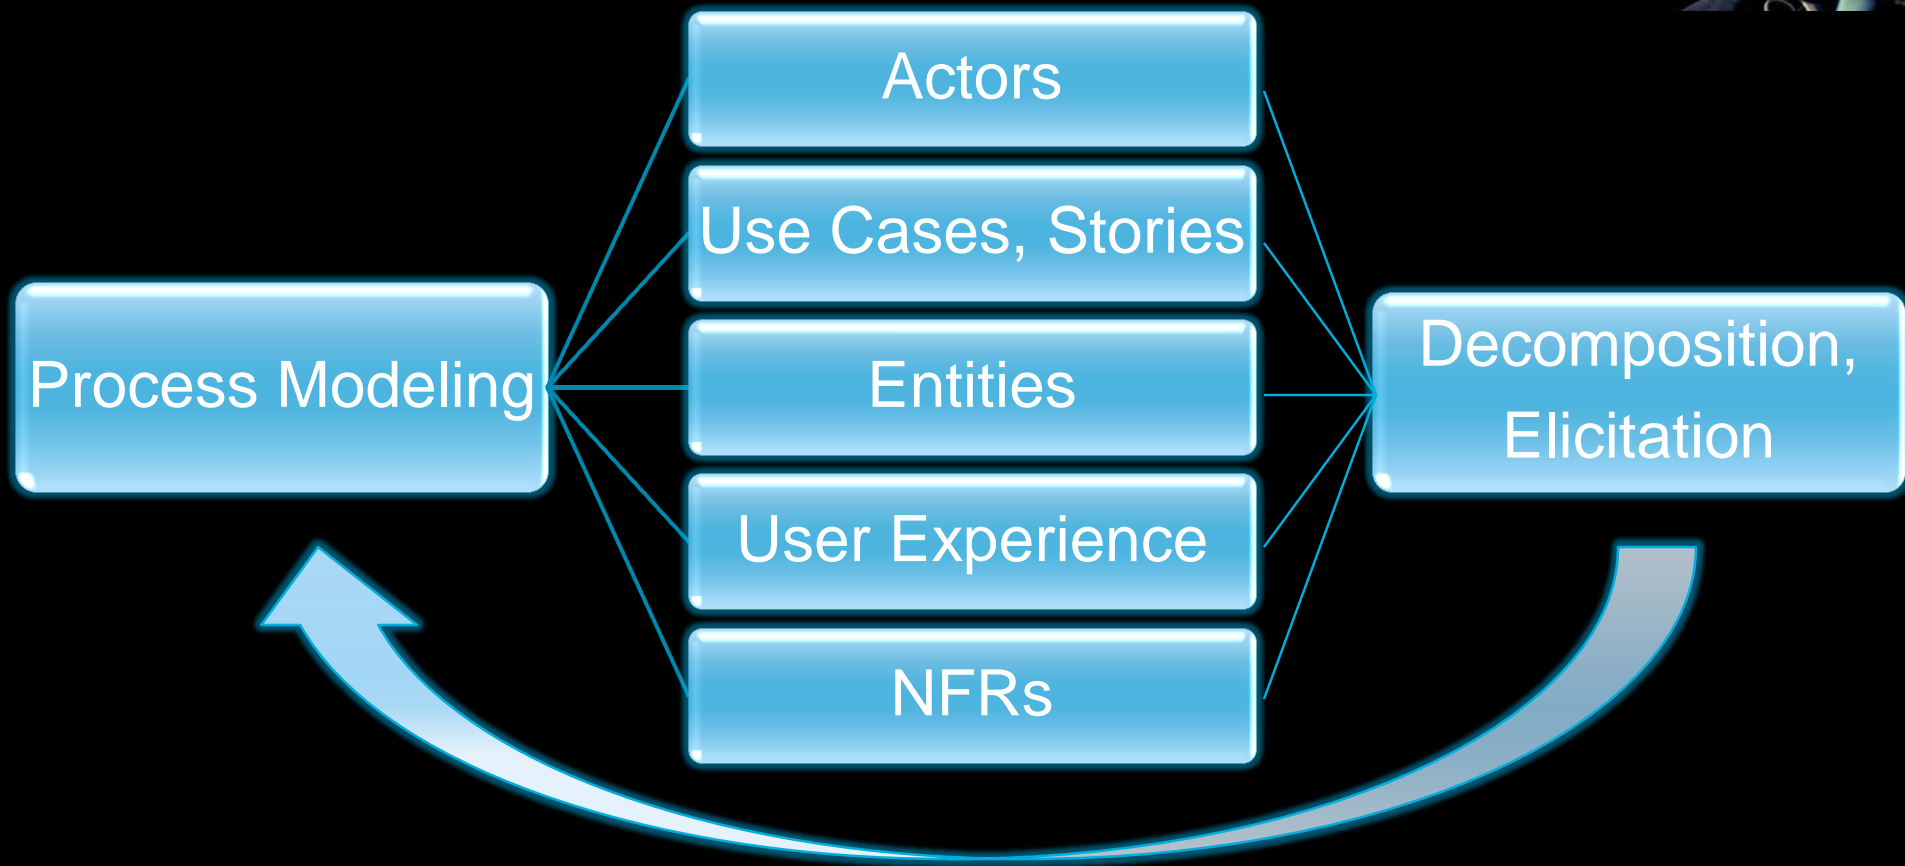 Process Modeling
Actors
Use Cases, Stories
Entities
User Experience
NFRs
Decomposition,
Elicitation